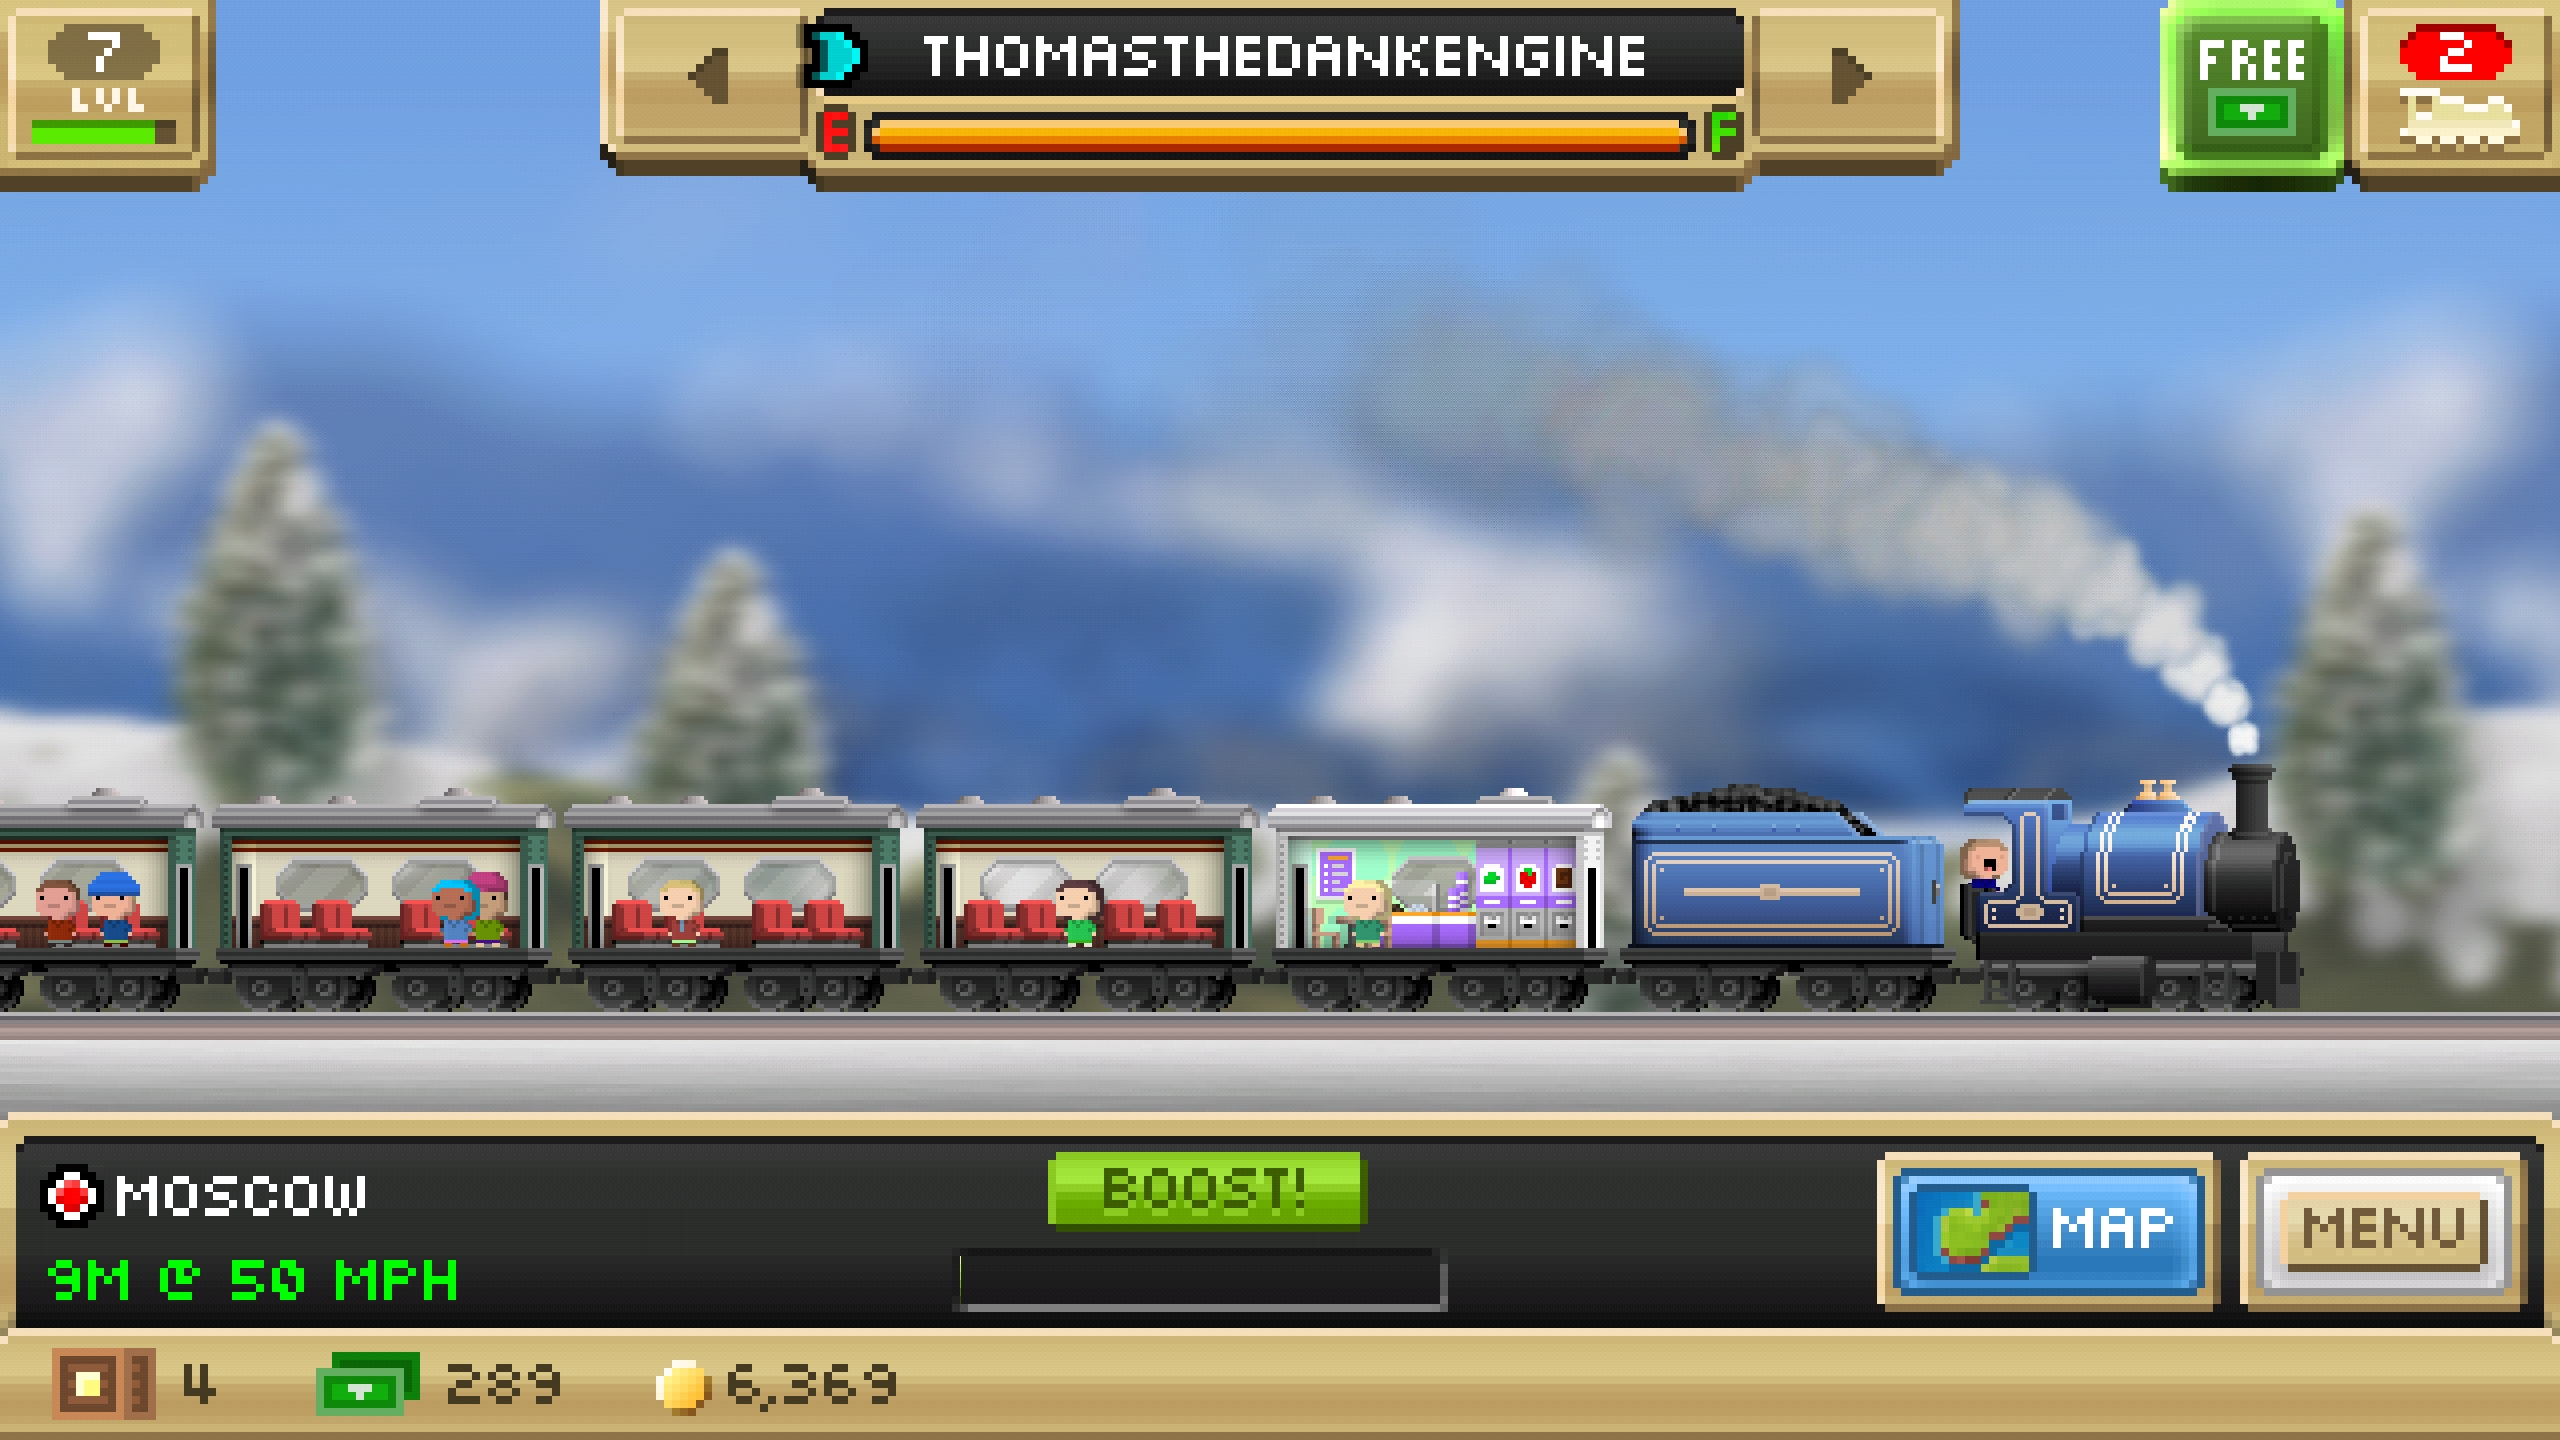 7
LVL
THOMASTHEDANKENGINE
E F
FREE
2
MOSCOW
9M @ 50 MPH
BOOST!
MAP
MENU
4 289 6,369